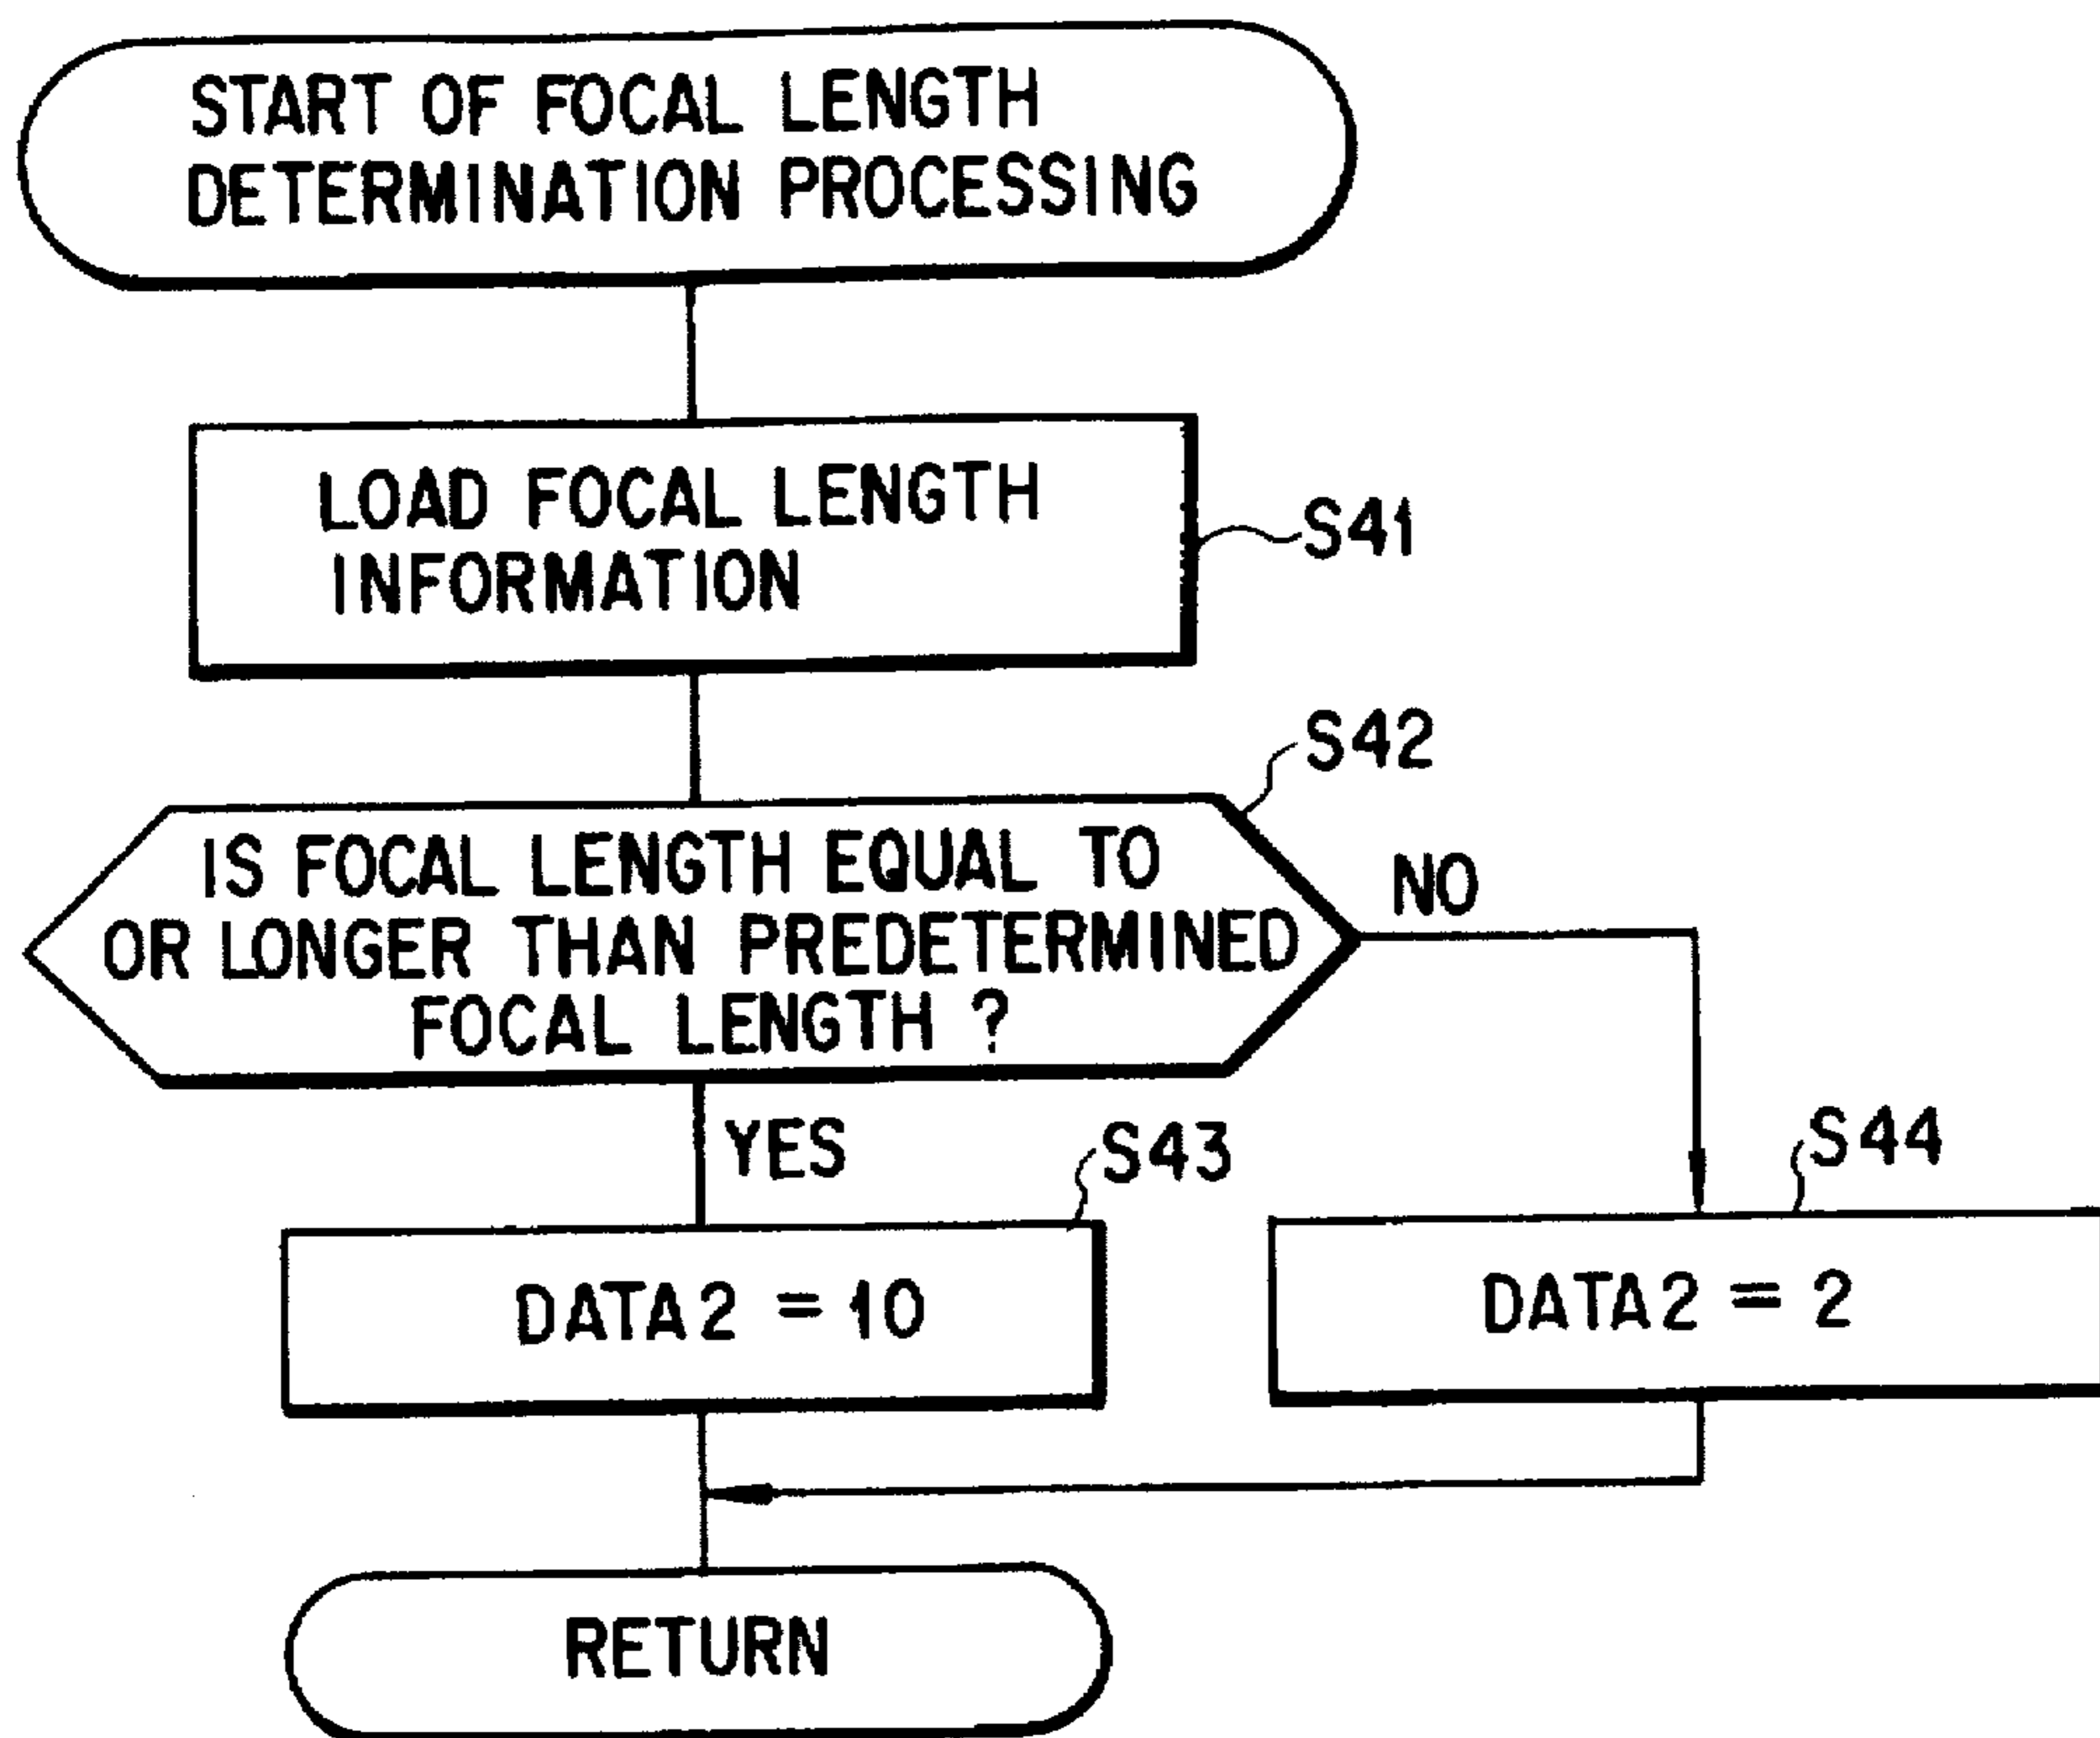 START OF FOCAL LENGTH
DETERMINATION PROCESSING
LOAD FOCAL LENGTH
INFORMATION
S41
S42
IS FOCAL LENGTH EQUAL TO
OR LONGER THAN PREDETERMINED
FOCAL LENGTH ?
NO
YES
S43
S44
DATA2 = 10
DATA2 = 2
RETURN